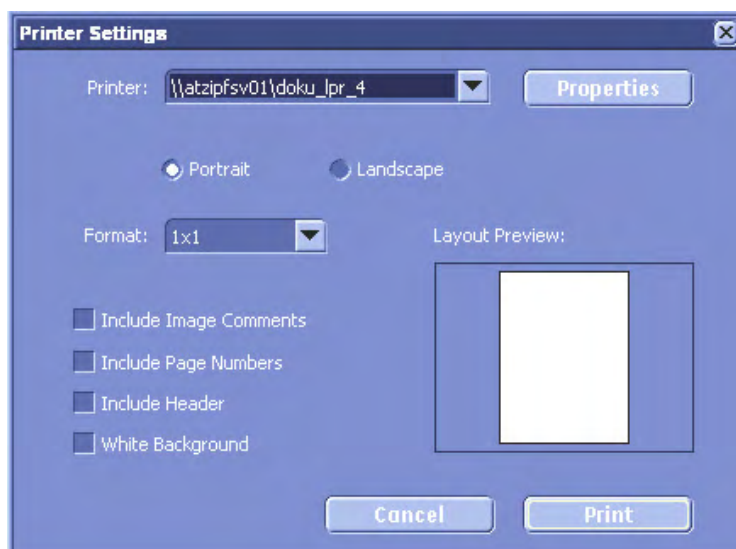 Printer Settings
Printer: \\atzipfsv01\doku_lpr_4 Properties
Portrait Landscape
Format: 1x1 Layout Preview:
Include Image Comments
Include Page Numbers
Include Header
White Background
Cancel Print